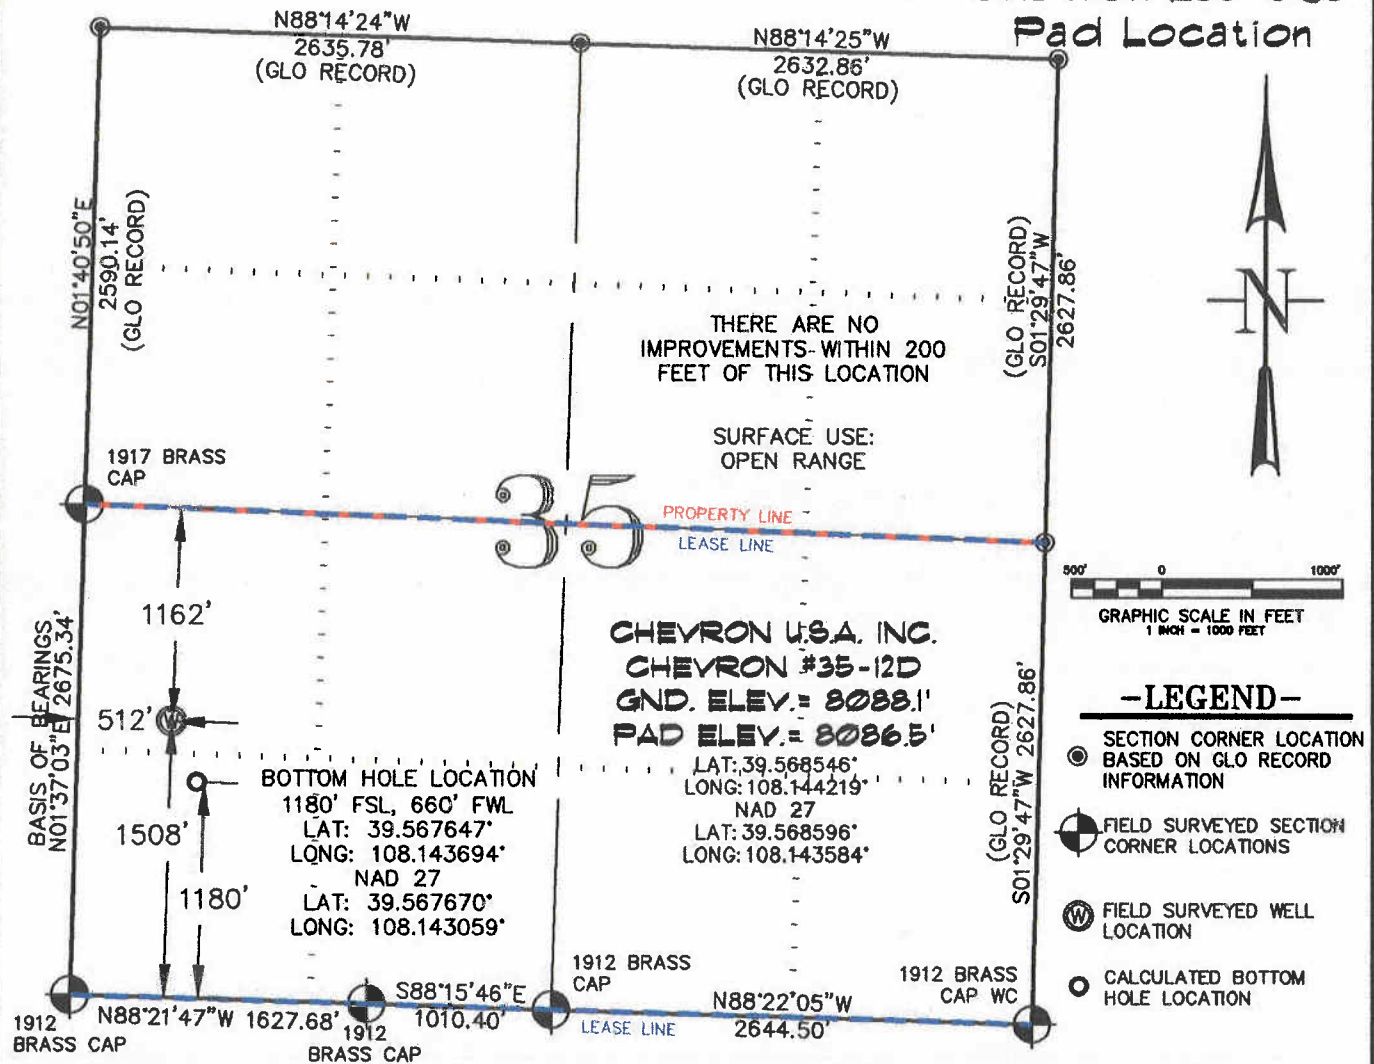 Pad Location
N88°14'24"W
2635.78'
(GLO RECORD)
N88°14'25"W
2632.86'
(GLO RECORD)
N01°40'50"E
2590.14'
(GLO RECORD)
(GLO RECORD)
S01°29'47"W
2627.86'
N
THERE ARE NO
IMPROVEMENTS WITHIN 200
FEET OF THIS LOCATION
SURFACE USE:
OPEN RANGE
1917 BRASS
CAP
35
PROPERTY LINE
LEASE LINE
500' 0 1000'
GRAPHIC SCALE IN FEET
1 INCH = 1000 FEET
1162'
512'
W
1508'
1180'
BASIS OF BEARINGS
N01°37'03"E 2675.34'
CHEVRON U.S.A. INC.
CHEVRON #35-12D
GND. ELEV.= 8088.1'
PAD ELEV.= 8086.5'
LAT: 39.568546°
LONG: 108.144219°
NAD 27
LAT: 39.568596°
LONG: 108.143584°
BOTTOM HOLE LOCATION
1180' FSL, 660' FWL
LAT: 39.567647°
LONG: 108.143694°
NAD 27
LAT: 39.567670°
LONG: 108.143059°
(GLO RECORD)
S01°29'47"W 2627.86'
-LEGEND-
SECTION CORNER LOCATION
BASED ON GLO RECORD
INFORMATION
FIELD SURVEYED SECTION
CORNER LOCATIONS
W FIELD SURVEYED WELL
LOCATION
CALCULATED BOTTOM
HOLE LOCATION
1912
BRASS CAP
N88°21'47"W 1627.68'
1912
BRASS CAP
S88°15'46"E
1010.40'
1912 BRASS
CAP
LEASE LINE
N88°22'05"W
2644.50'
1912 BRASS
CAP WC